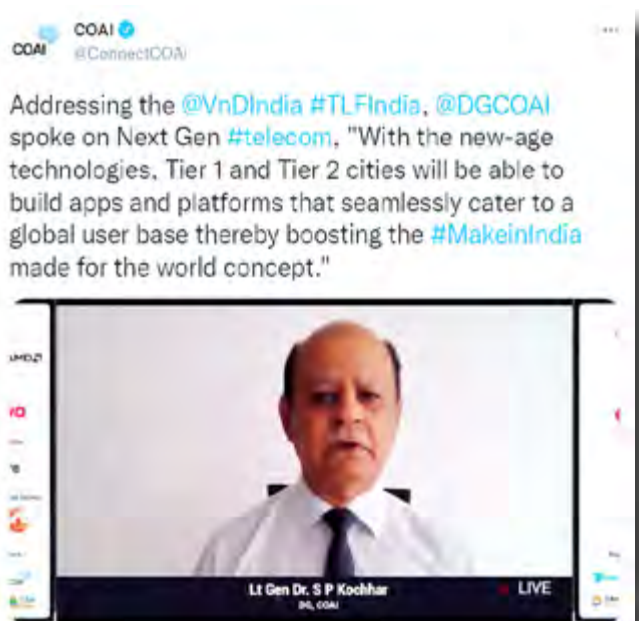 COAI
COAI
@ConnectCOAI
Addressing the @VnDIndia #TLFIndia, @DGCOAI
spoke on Next Gen #telecom, "With the new-age
technologies, Tier 1 and Tier 2 cities will be able to
build apps and platforms that seamlessly cater to a
global user base thereby boosting the #MakeinIndia
made for the world concept."
Lt Gen Dr. S P Kochhar
DG, COAI
LIVE